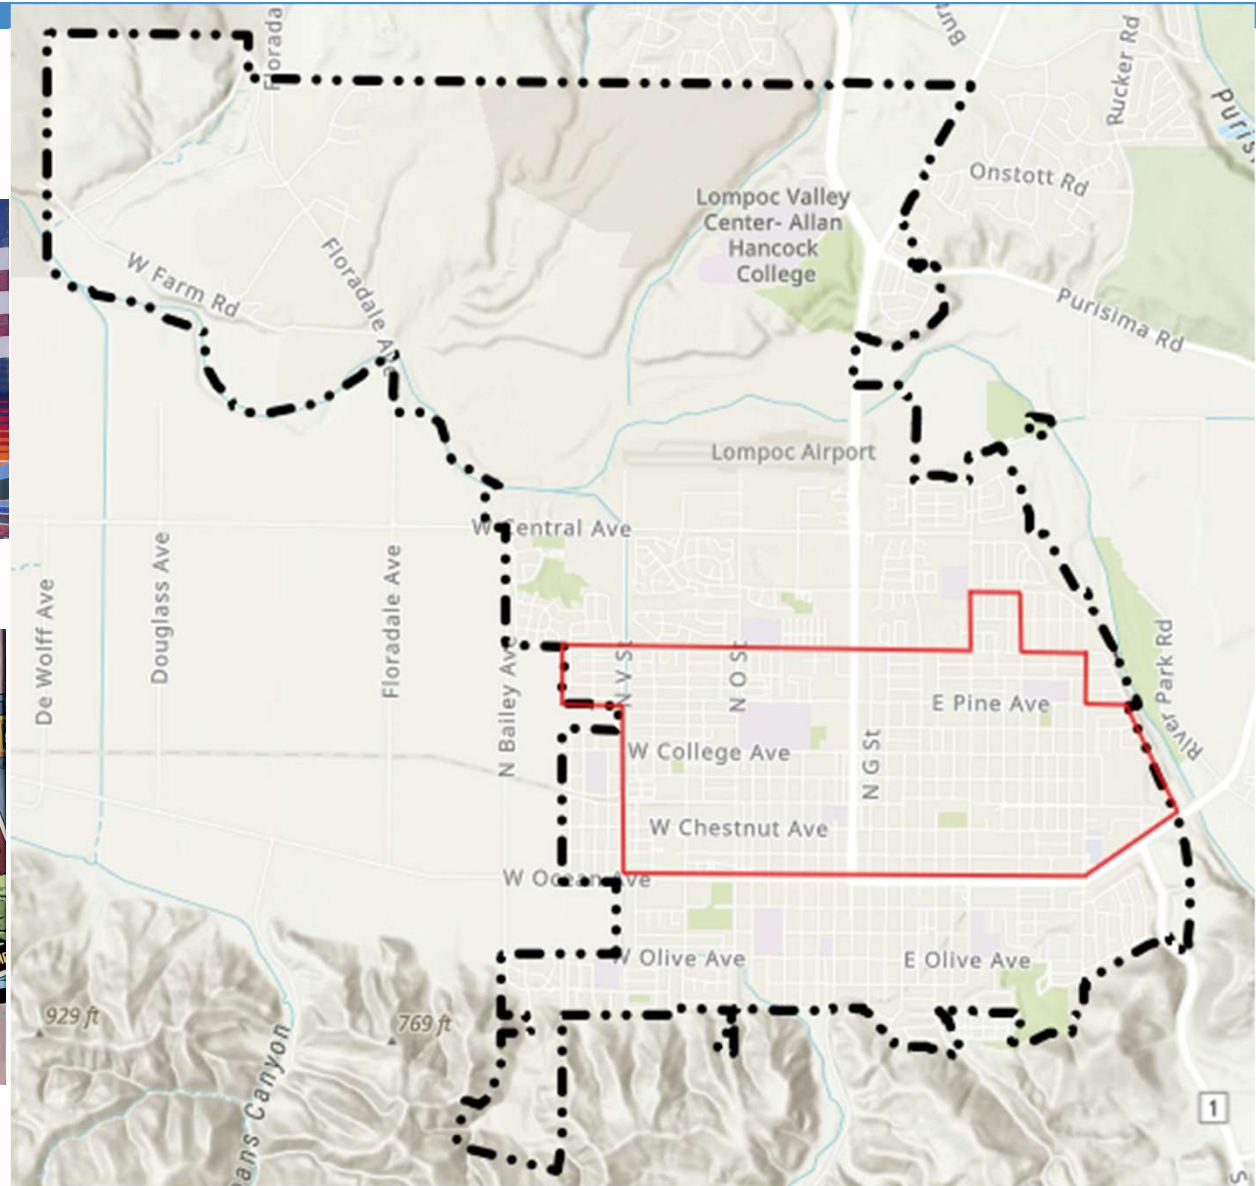 Rucker Rd
Onstott Rd
Lompoc Valley
Center- Allan
Hancock
College
W Farm Rd
Floradale Ave
Purisima Rd
Lompoc Airport
W Central Ave
De Wolff Ave
Douglass Ave
Floradale Ave
N Bailey Ave
N V St
N O St
E Pine Ave
River Park Rd
W College Ave
N G St
W Chestnut Ave
W Ocean Ave
W Olive Ave
E Olive Ave
929 ft
769 ft
Canyon
1